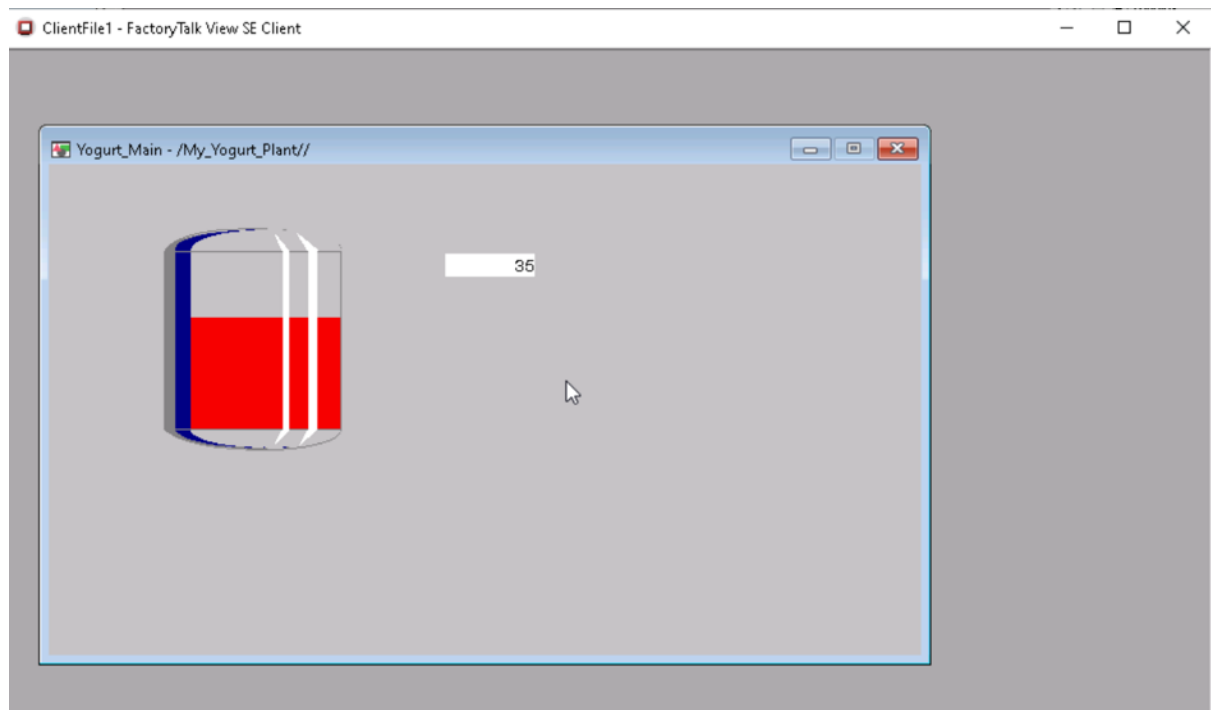 ClientFile1 - FactoryTalk View SE Client
Yogurt_Main - /My_Yogurt_Plant//
35